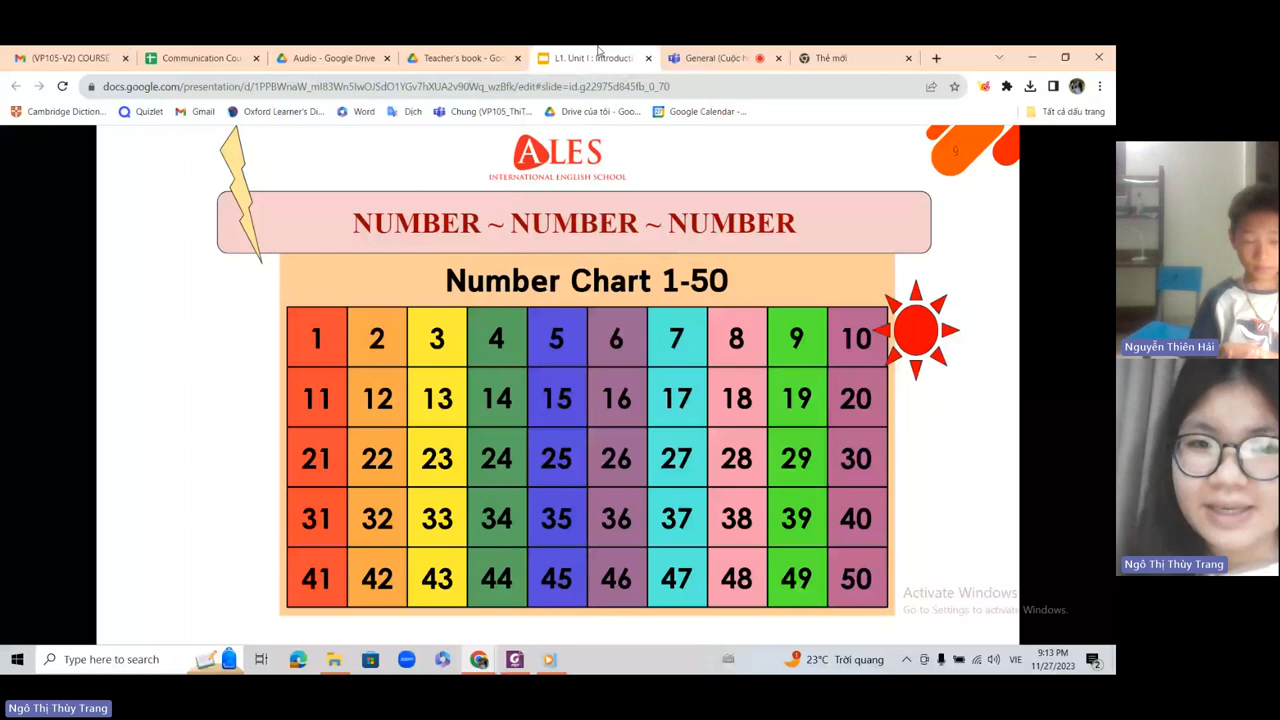 (VP105-V2) COURSE
Communication Cou
Audio - Google Drive
Teacher's book - Goo
L1. Unit I : Introducti
General (Cuộc h
Thẻ mới
docs.google.com/presentation/d/1PPBWnaW_mI83Wn5IwOJSdO1YGv7hXUA2v90Wq_wzBfk/edit#slide=id.g22975d845fb_0_70
Cambridge Diction...
Quizlet
Gmail
Oxford Learner's Di...
Word
Dịch
Chung (VP105_ThiT...
Drive của tôi - Goo...
Google Calendar -...
Tất cả dấu trang
ALES
INTERNATIONAL ENGLISH SCHOOL
9
NUMBER ~ NUMBER ~ NUMBER
Number Chart 1-50
1 2 3 4 5 6 7 8 9 10
11 12 13 14 15 16 17 18 19 20
21 22 23 24 25 26 27 28 29 30
31 32 33 34 35 36 37 38 39 40
41 42 43 44 45 46 47 48 49 50
Nguyễn Thiên Hải
Ngô Thị Thùy Trang
Activate Windows
Go to Settings to activate Windows.
Type here to search
23°C Trời quang
VIE
9:13 PM
11/27/2023
2
Ngô Thị Thùy Trang